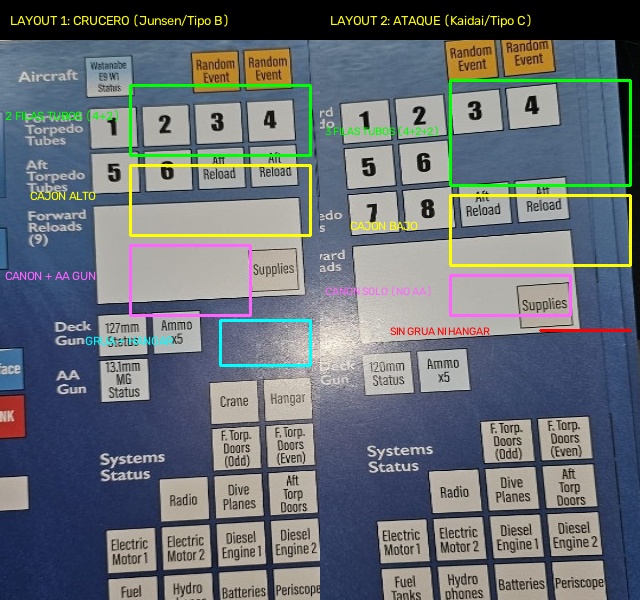 LAYOUT 1: CRUCERO (Junsen/Tipo B)
Aircraft
Watanabe
E9 W1
Status
Random
Event
Random
Event
2 FILAS TUBOS (4+2)
Forward
Torpedo
Tubes
1
2
3
4
Aft
Torpedo
Tubes
5
6
Aft
Reload
Aft
Reload
CAJON ALTO
Forward
Reloads
(9)
CANON + AA GUN
Supplies
Deck
Gun
127mm
Status
Ammo
x5
AA
Gun
13.1mm
MG
Status
Crane
Hangar
Systems
Status
F. Torp.
Doors
(Odd)
F. Torp.
Doors
(Even)
Radio
Dive
Planes
Aft
Torp
Doors
Electric
Motor 1
Electric
Motor 2
Diesel
Engine 1
Diesel
Engine 2
Fuel
Hydro
phones
Batteries
Periscope
LAYOUT 2: ATAQUE (Kaidai/Tipo C)
Random
Event
Random
Event
1
2
3
4
3 FILAS TUBOS (4+2+2)
5
6
7
8
Aft
Reload
Aft
Reload
CAJON BAJO
CANON SOLO (NO AA)
Supplies
SIN GRUA NI HANGAR
Deck
Gun
120mm
Status
Ammo
x5
Systems
Status
F. Torp.
Doors
(Odd)
F. Torp.
Doors
(Even)
Radio
Dive
Planes
Aft
Torp
Doors
Electric
Motor 1
Electric
Motor 2
Diesel
Engine 1
Diesel
Engine 2
Fuel
Tanks
Hydro
phones
Batteries
Periscope